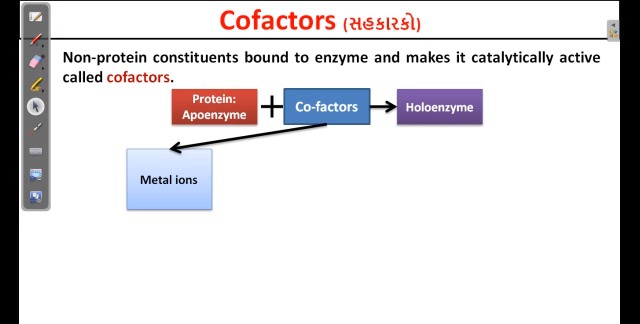 Cofactors (સહકારકો)
Non-protein constituents bound to enzyme and makes it catalytically active
called cofactors.
Protein:
Apoenzyme
Co-factors
Holoenzyme
Metal ions